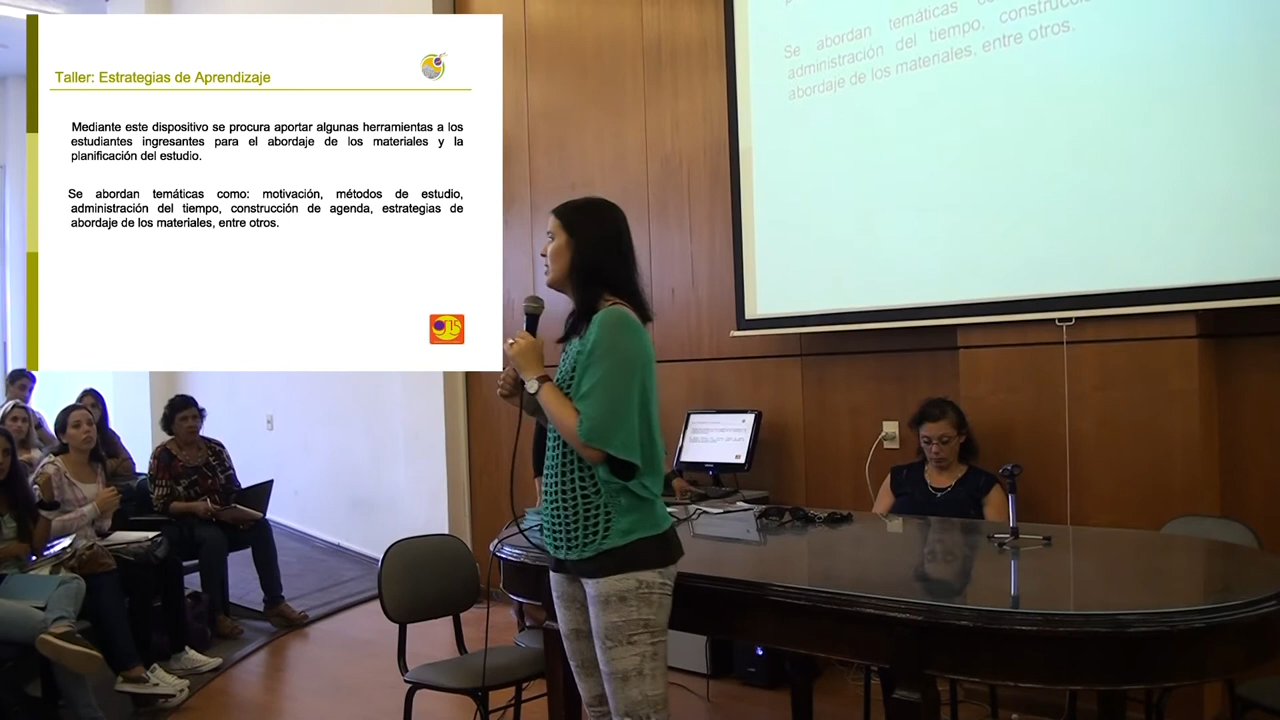 Taller: Estrategias de Aprendizaje
Mediante este dispositivo se procura aportar algunas herramientas a los
estudiantes ingresantes para el abordaje de los materiales y la
planificación del estudio.
Se abordan temáticas como: motivación, métodos de estudio,
administración del tiempo, construcción de agenda, estrategias de
abordaje de los materiales, entre otros.
Se abordan temáticas
administración del tiempo,
abordaje de los materiales, entre otros.